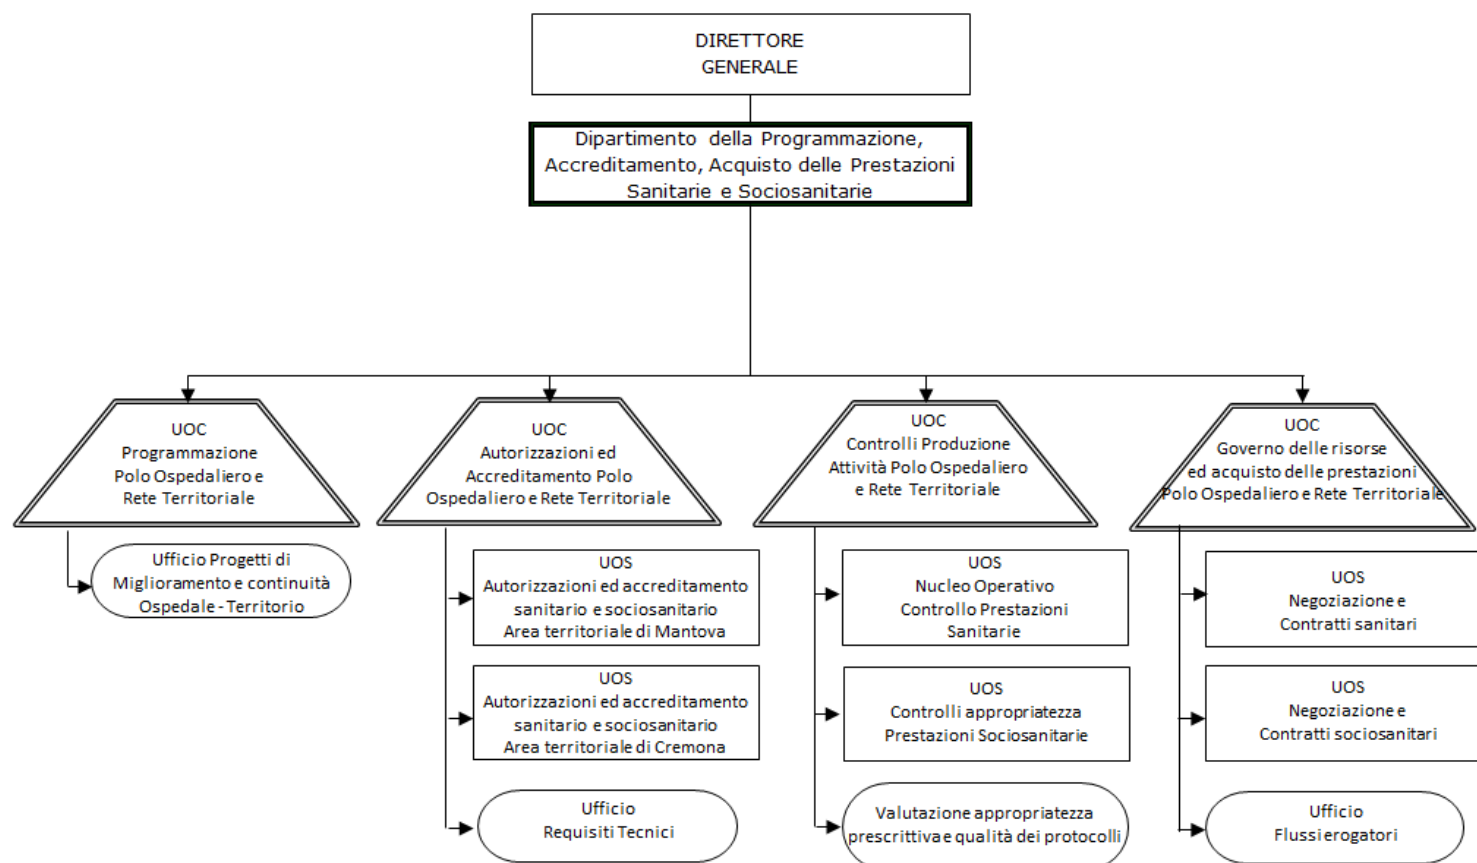 DIRETTORE
GENERALE
Dipartimento della Programmazione,
Accreditamento, Acquisto delle Prestazioni
Sanitarie e Sociosanitarie
UOC
Programmazione
Polo Ospedaliero e
Rete Territoriale
Ufficio Progetti di
Miglioramento e continuità
Ospedale - Territorio
UOC
Autorizzazioni ed
Accreditamento Polo
Ospedaliero e Rete Territoriale
UOS
Autorizzazioni ed accreditamento
sanitario e sociosanitario
Area territoriale di Mantova
UOS
Autorizzazioni ed accreditamento
sanitario e sociosanitario
Area territoriale di Cremona
Ufficio
Requisiti Tecnici
UOC
Controlli Produzione
Attività Polo Ospedaliero
e Rete Territoriale
UOS
Nucleo Operativo
Controllo Prestazioni
Sanitarie
UOS
Controlli appropriatezza
Prestazioni Sociosanitarie
Valutazione appropriatezza
prescrittiva e qualità dei protocolli
UOC
Governo delle risorse
ed acquisto delle prestazioni
Polo Ospedaliero e Rete Territoriale
UOS
Negoziazione e
Contratti sanitari
UOS
Negoziazione e
Contratti sociosanitari
Ufficio
Flussi erogatori